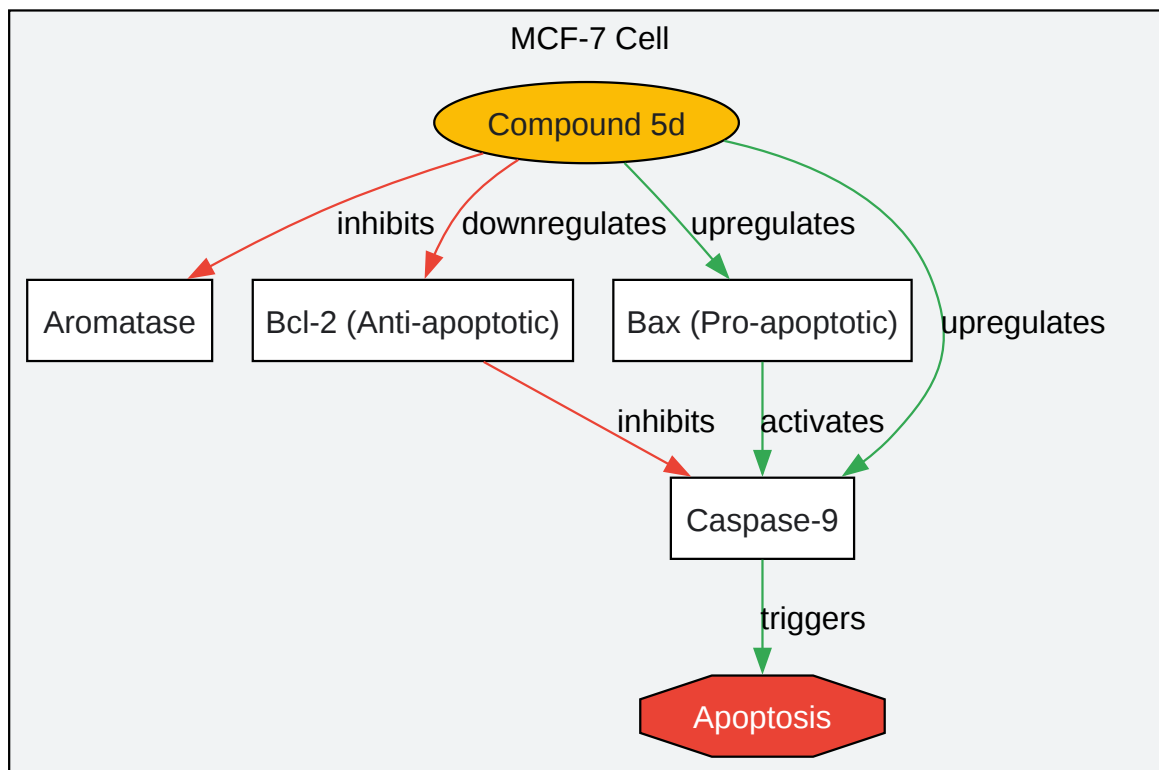 MCF-7 Cell
Compound 5d
inhibits
downregulates
upregulates
Aromatase
Bcl-2 (Anti-apoptotic)
Bax (Pro-apoptotic)
upregulates
inhibits
activates
Caspase-9
triggers
Apoptosis